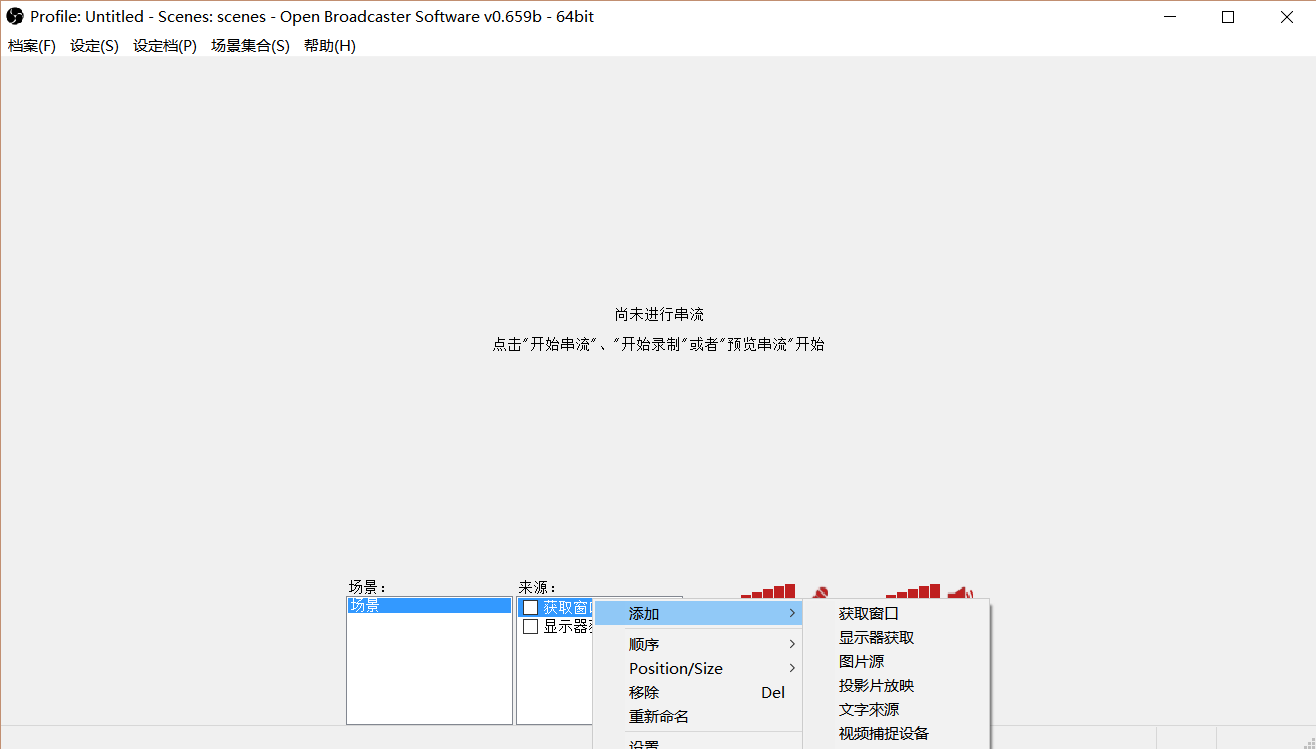 Profile: Untitled - Scenes: scenes - Open Broadcaster Software v0.659b - 64bit
档案(F) 设定(S) 设定档(P) 场景集合(S) 帮助(H)
尚未进行串流
点击"开始串流"、"开始录制"或者"预览串流"开始
场景：
来源：
场景
获取窗
显示器
添加
顺序
Position/Size
移除 Del
重新命名
设置
获取窗口
显示器获取
图片源
投影片放映
文字來源
视频捕捉设备